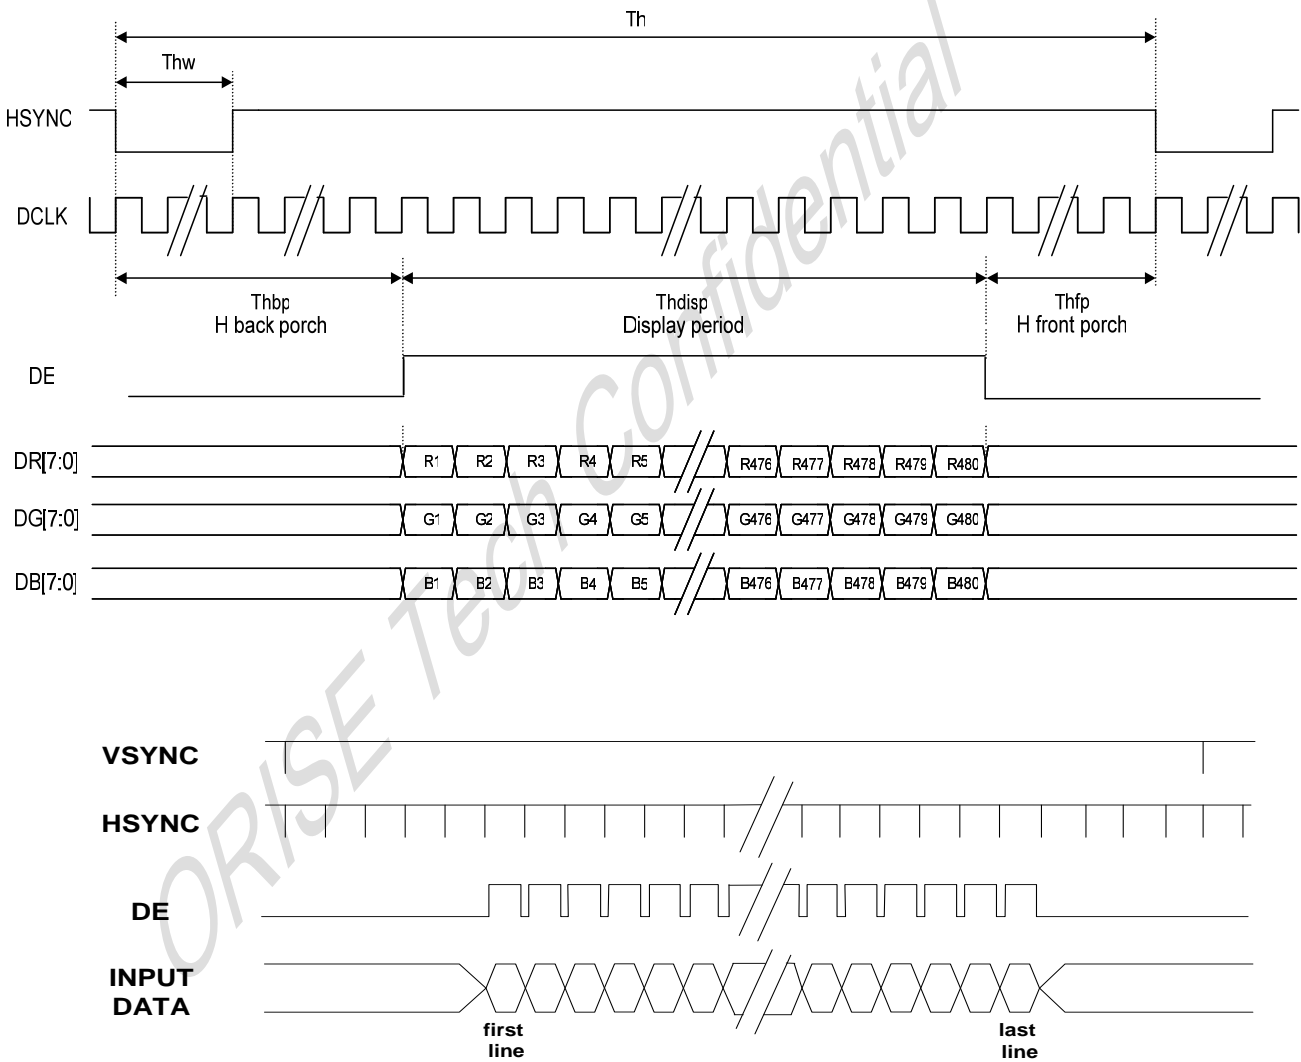 Th
Thw
HSYNC
DCLK
Thbp
H back porch
Thdisp
Display period
Thfp
H front porch
DE
DR[7:0] R1 R2 R3 R4 R5 R476 R477 R478 R479 R480
DG[7:0] G1 G2 G3 G4 G5 G476 G477 G478 G479 G480
DB[7:0] B1 B2 B3 B4 B5 B476 B477 B478 B479 B480
ORISE Tech Confidential
VSYNC
HSYNC
DE
INPUT
DATA
first
line
last
line